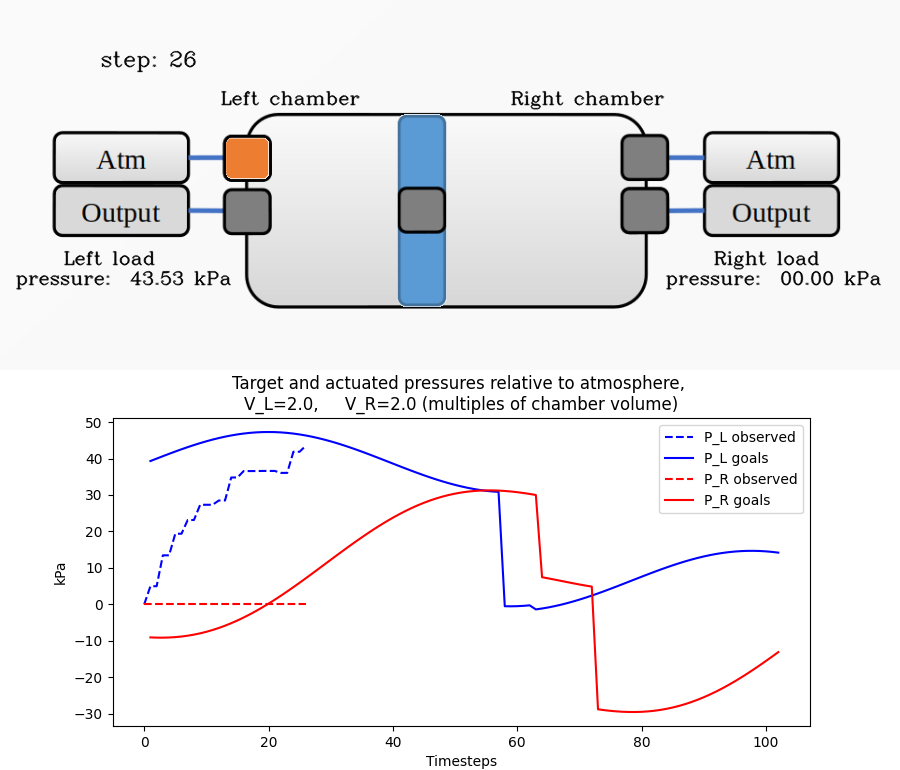 step: 26
Left chamber
Right chamber
Atm
Atm
Output
Output
Left load
pressure: 43.53 kPa
Right load
pressure: 00.00 kPa
Target and actuated pressures relative to atmosphere,
V_L=2.0, V_R=2.0 (multiples of chamber volume)
50
40
30
20
10
0
−10
−20
−30
kPa
P_L observed
P_L goals
P_R observed
P_R goals
0 20 40 60 80 100
Timesteps